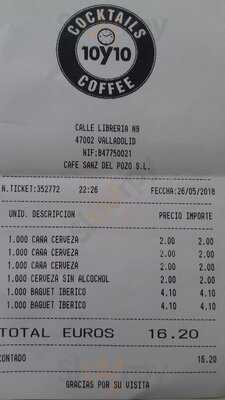 COCKTAILS
10y10
COFFEE
CALLE LIBRERIA N9
47002 VALLADOLID
NIF:B47750021
CAFE SANZ DEL POZO S.L.
N.TICKET:352772 22:26 FECCHA:26/05/2018
UNID. DESCRIPCION PRECIO IMPORTE
1.000 CAÑA CERVEZA 2.00 2.00
1.000 CAÑA CERVEZA 2.00 2.00
1.000 CAÑA CERVEZA 2.00 2.00
1.000 CERVEZA SIN ALCOCHOL 2.00 2.00
1.000 BAGUET IBERICO 4.10 4.10
1.000 BAGUET IBERICO 4.10 4.10
TOTAL EUROS 16.20
CONTADO 16.20
GRACIAS POR SU VISITA